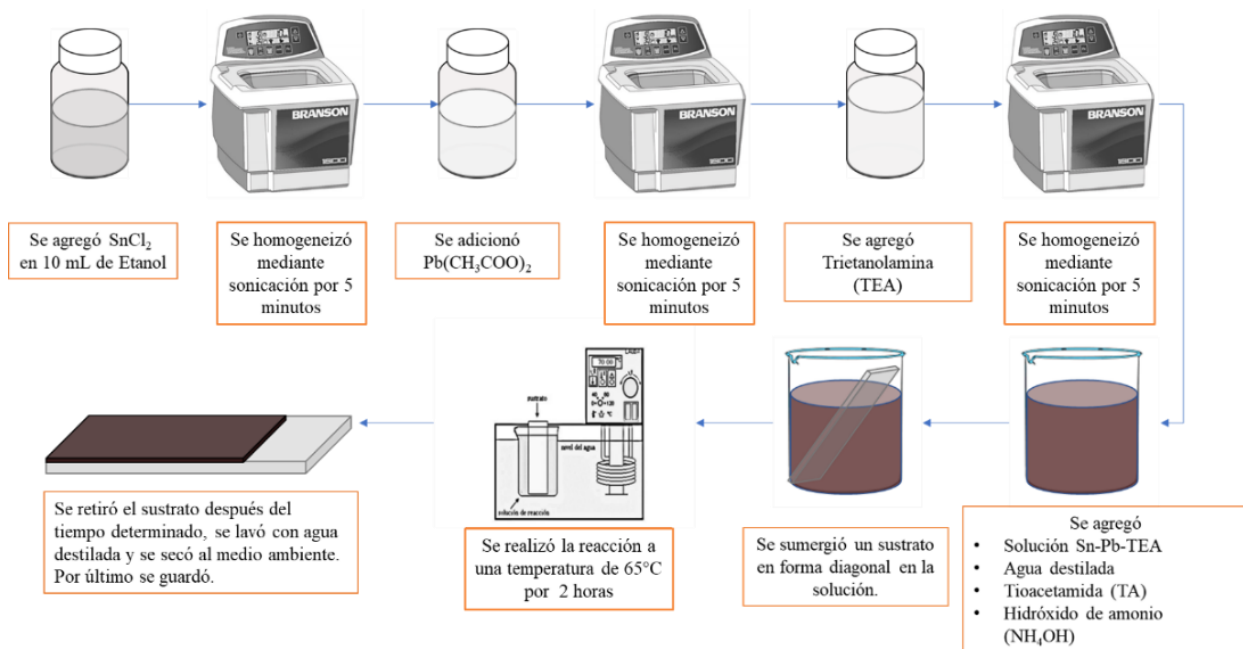 BRANSON
1800
BRANSON
1800
BRANSON
1800
Se agregó SnCl₂
en 10 mL de Etanol
Se homogeneizó
mediante
sonicación por 5
minutos
Se adicionó
Pb(CH₃COO)₂
Se homogeneizó
mediante
sonicación por 5
minutos
Se agregó
Trietanolamina
(TEA)
Se homogeneizó
mediante
sonicación por 5
minutos
sustrato
nivel del agua
solución de reacción
Se retiró el sustrato después del
tiempo determinado, se lavó con agua
destilada y se secó al medio ambiente.
Por último se guardó.
Se realizó la reacción a
una temperatura de 65°C
por 2 horas
Se sumergió un sustrato
en forma diagonal en la
solución.
Se agregó
• Solución Sn-Pb-TEA
• Agua destilada
• Tioacetamida (TA)
• Hidróxido de amonio
(NH₄OH)